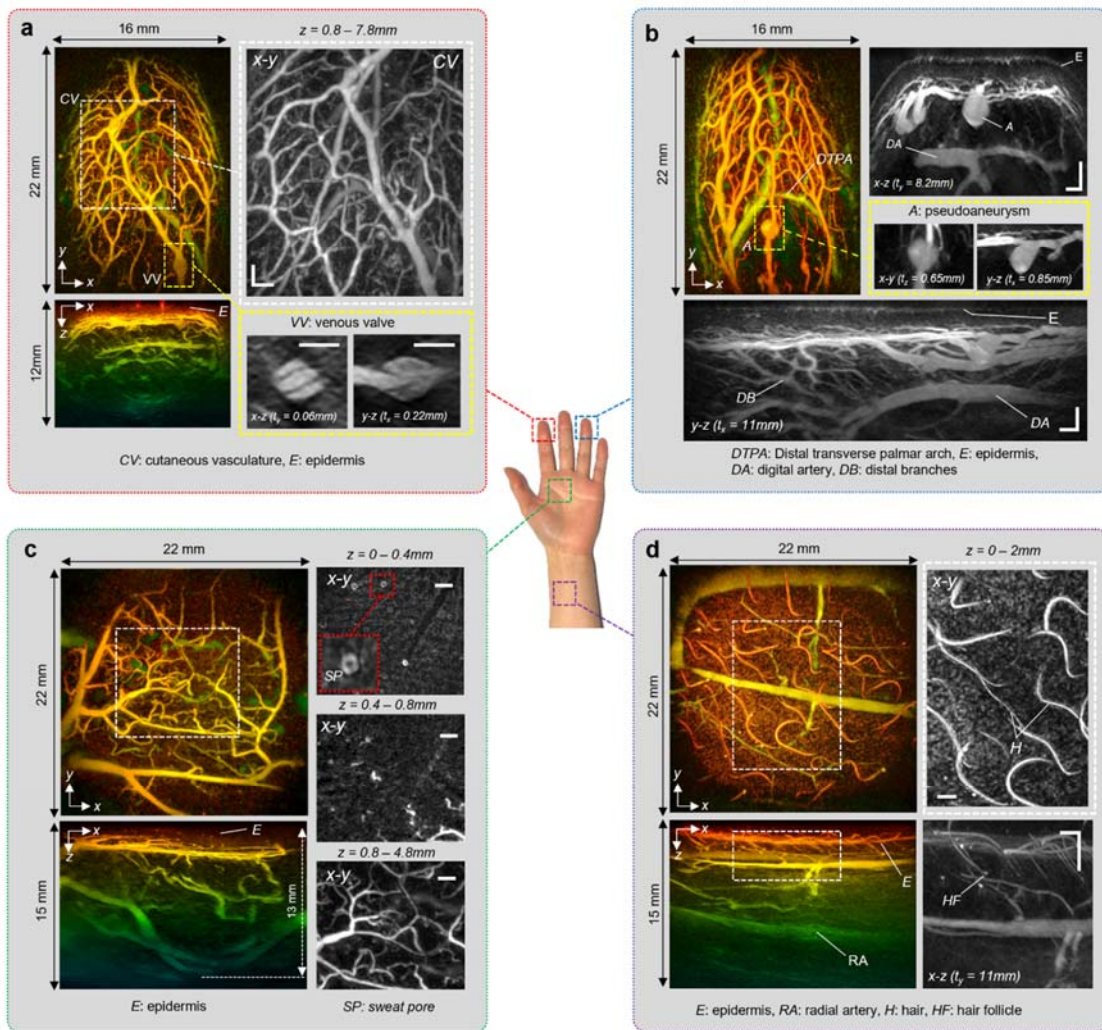 a
16 mm
z = 0.8 – 7.8mm
22 mm
CV
x-y
CV
y
x
VV
12mm
x
z
E
VV: venous valve
x-z (ty = 0.06mm)
y-z (tx = 0.22mm)
CV: cutaneous vasculature, E: epidermis
b
16 mm
22 mm
DTPA
A
y
x
E
A
DA
x-z (ty = 8.2mm)
A: pseudoaneurysm
x-y (tz = 0.65mm)
y-z (tx = 0.85mm)
E
DB
DA
y-z (tx = 11mm)
DTPA: Distal transverse palmar arch, E: epidermis,
DA: digital artery, DB: distal branches
c
22 mm
22 mm
y
x
z = 0 – 0.4mm
x-y
SP
z = 0.4 – 0.8mm
x-y
z = 0.8 – 4.8mm
x-y
15 mm
x
z
E
13 mm
E: epidermis
SP: sweat pore
d
22 mm
22 mm
y
x
z = 0 – 2mm
x-y
H
15 mm
x
z
E
RA
HF
x-z (ty = 11mm)
E: epidermis, RA: radial artery, H: hair, HF: hair follicle